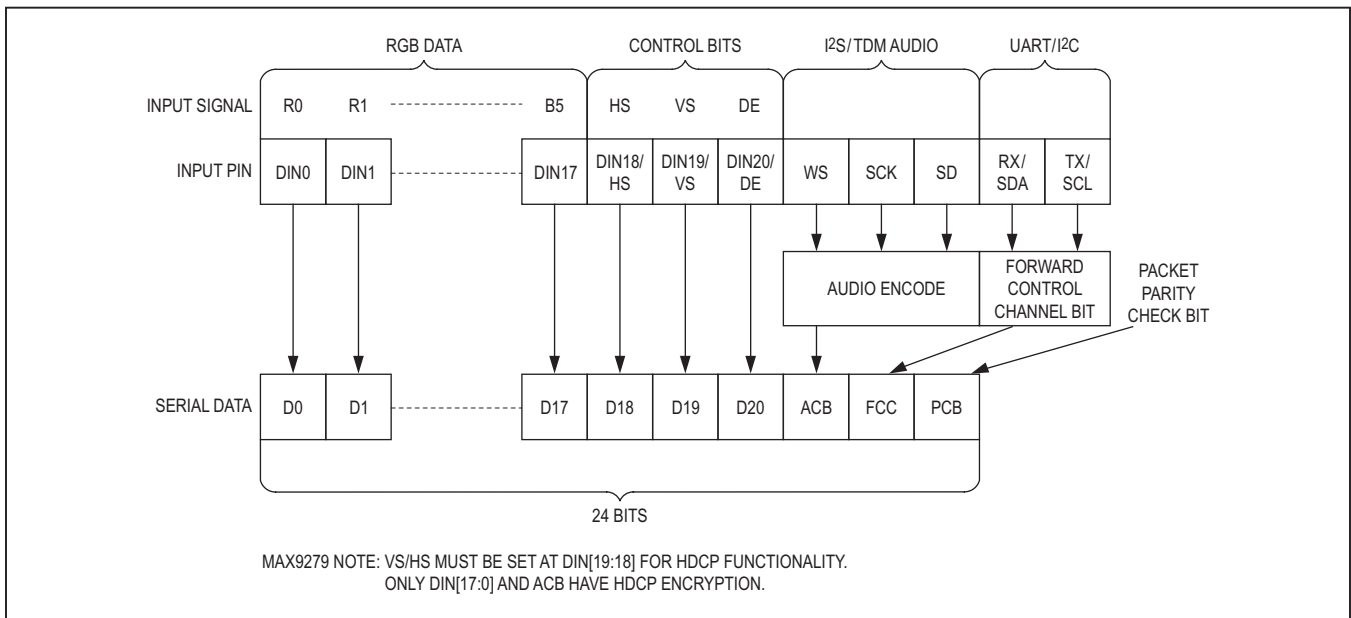 RGB DATA CONTROL BITS I2S/TDM AUDIO UART/I2C
INPUT SIGNAL R0 R1 B5 HS VS DE
INPUT PIN DIN0 DIN1 DIN17 DIN18/HS DIN19/VS DIN20/DE WS SCK SD RX/SDA TX/SCL
AUDIO ENCODE
FORWARD
CONTROL
CHANNEL BIT
PACKET
PARITY
CHECK BIT
SERIAL DATA D0 D1 D17 D18 D19 D20 ACB FCC PCB
24 BITS
MAX9279 NOTE: VS/HS MUST BE SET AT DIN[19:18] FOR HDCP FUNCTIONALITY.
ONLY DIN[17:0] AND ACB HAVE HDCP ENCRYPTION.